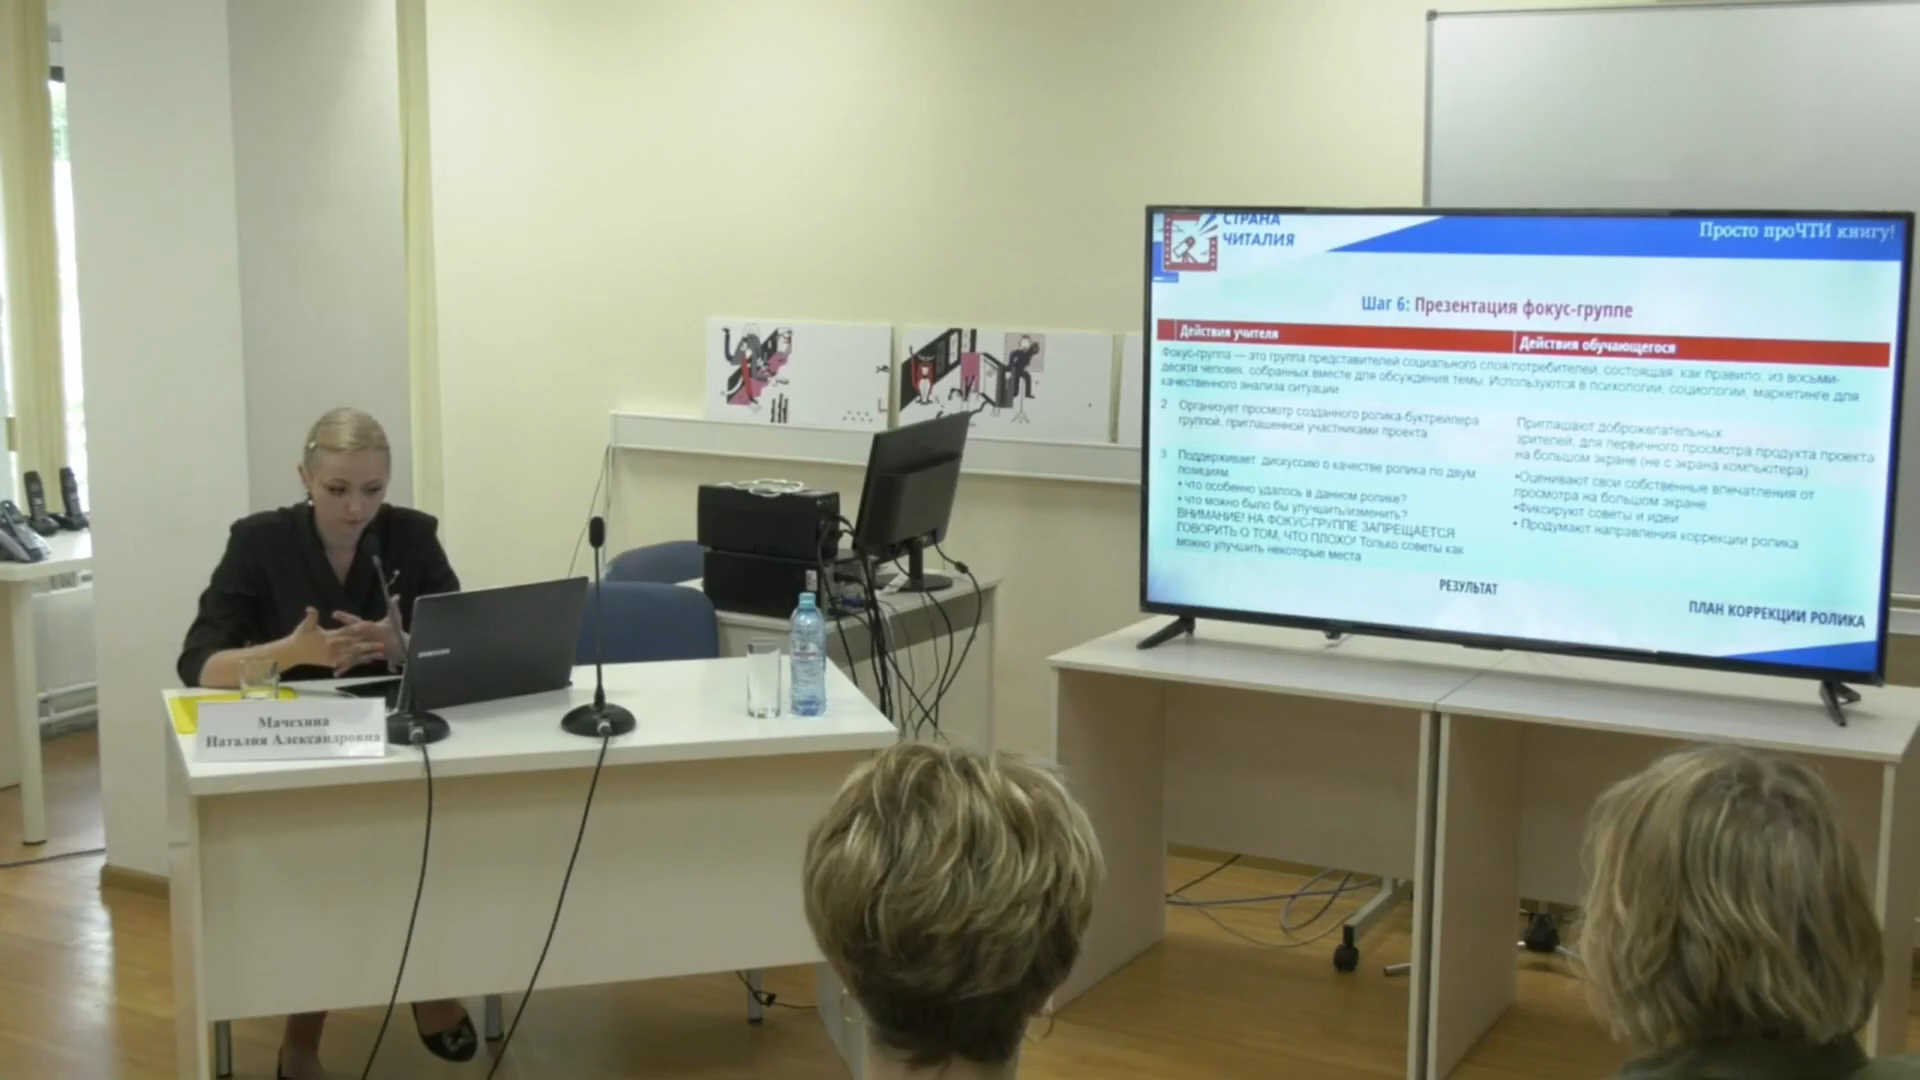 СТРАНА
ЧИТАЛИЯ
Просто проЧТИ книгу!
Шаг 6: Презентация фокус-группе
Действия учителя
Действия обучающегося
Фокус-группа — это группа представителей социального слоя/потребителей, состоящая, как правило, из восьми-
десяти человек, собранных вместе для обсуждения темы. Используются в психологии, социологии, маркетинге для
качественного анализа ситуации
2 Организует просмотр созданного ролика-буктрейлера
группой, приглашенной участниками проекта
3 Поддерживает дискуссию о качестве ролика по двум
позициям:
• что особенно удалось в данном ролике?
• что можно было бы улучшить/изменить?
ВНИМАНИЕ! НА ФОКУС-ГРУППЕ ЗАПРЕЩАЕТСЯ
ГОВОРИТЬ О ТОМ, ЧТО ПЛОХО! Только советы как
можно улучшить некоторые места
Приглашают доброжелательных
зрителей, для первичного просмотра продукта проекта
на большом экране (не с экрана компьютера)
•Оценивают свои собственные впечатления от
просмотра на большом экране
•Фиксируют советы и идеи
• Продумают направления коррекции ролика
РЕЗУЛЬТАТ
ПЛАН КОРРЕКЦИИ РОЛИКА
SAMSUNG
Мачехина
Наталия Александровна